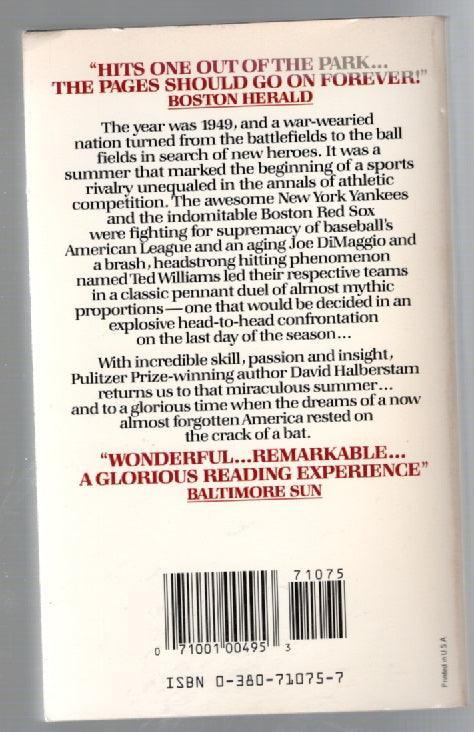 “HITS ONE OUT OF THE PARK...
THE PAGES SHOULD GO ON FOREVER!”
BOSTON HERALD
The year was 1949, and a war-wearied
nation turned from the battlefields to the ball
fields in search of new heroes. It was a
summer that marked the beginning of a sports
rivalry unequaled in the annals of athletic
competition. The awesome New York Yankees
and the indomitable Boston Red Sox
were fighting for supremacy of baseball's
American League and an aging Joe DiMaggio and
a brash, headstrong hitting phenomenon
named Ted Williams led their respective teams
in a classic pennant duel of almost mythic
proportions—one that would be decided in an
explosive head-to-head confrontation
on the last day of the season...
With incredible skill, passion and insight,
Pulitzer Prize-winning author David Halberstam
returns us to that miraculous summer...
and to a glorious time when the dreams of a now
almost forgotten America rested on
the crack of a bat.
“WONDERFUL...REMARKABLE...
A GLORIOUS READING EXPERIENCE”
BALTIMORE SUN
71075
0 71001 00495 3
ISBN 0-380-71075-7
Printed in U.S.A.